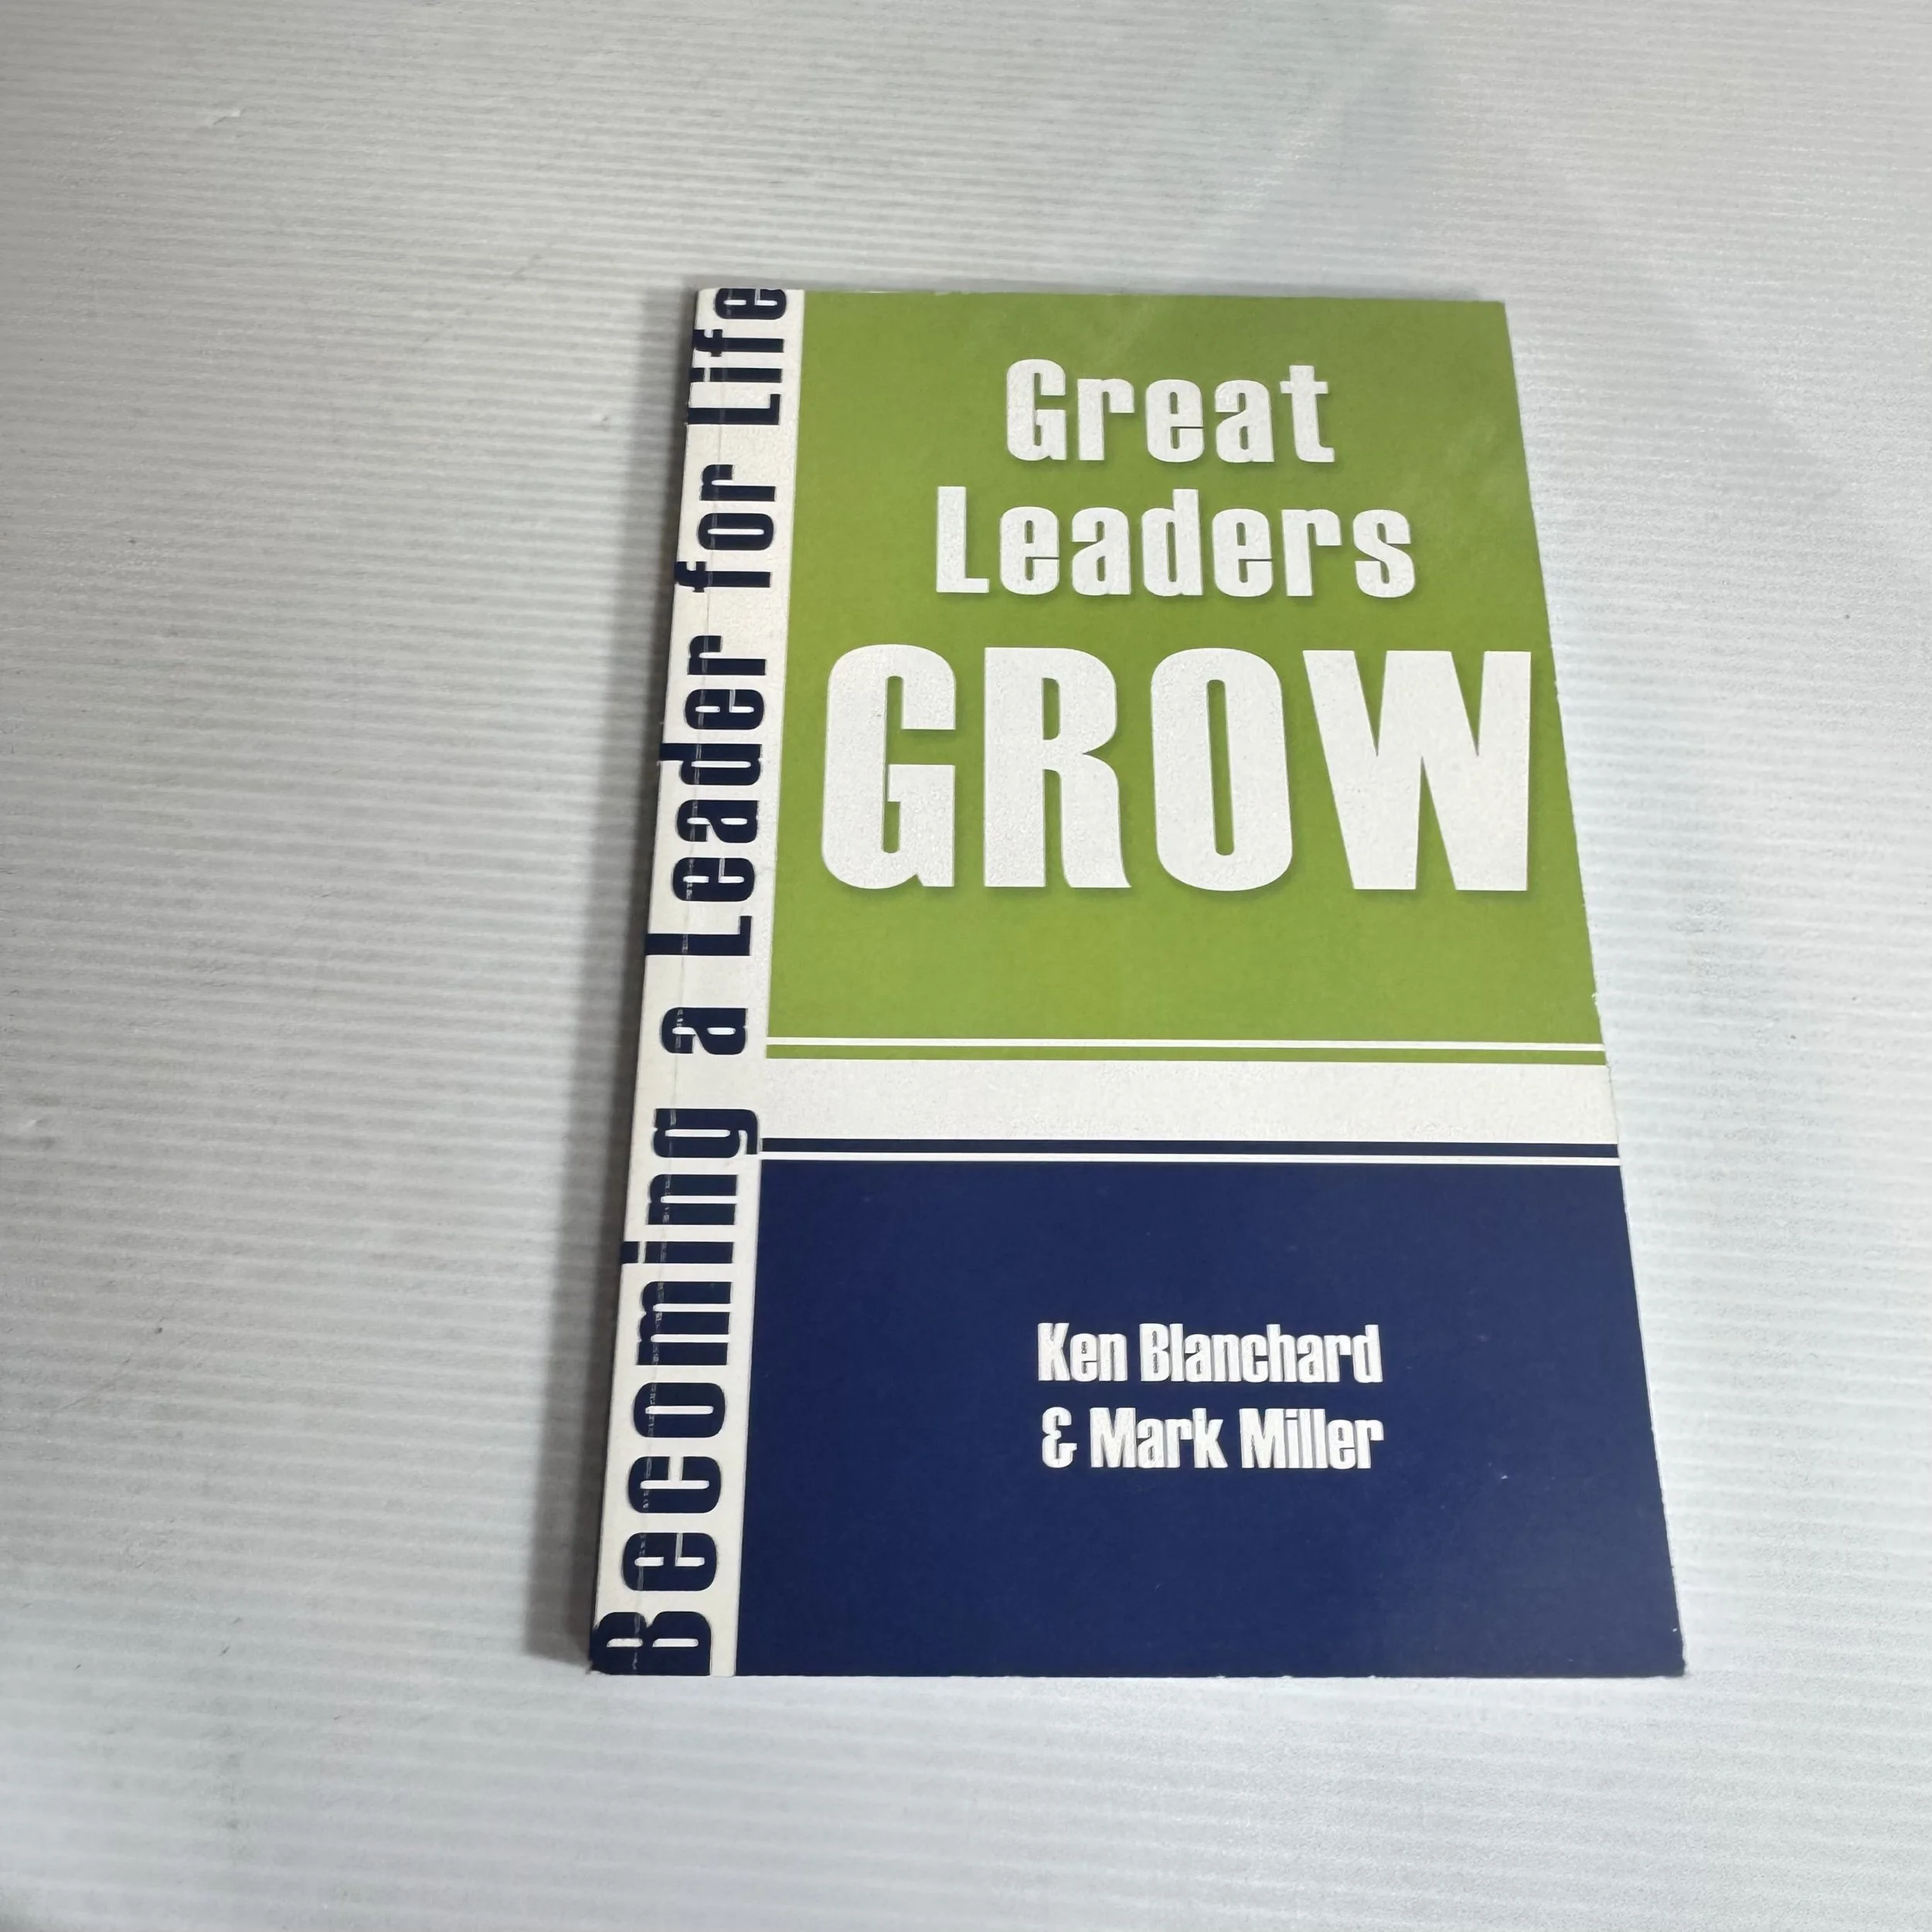 Becoming a Leader for Life
Great
Leaders
GROW
Ken Blanchard
& Mark Miller